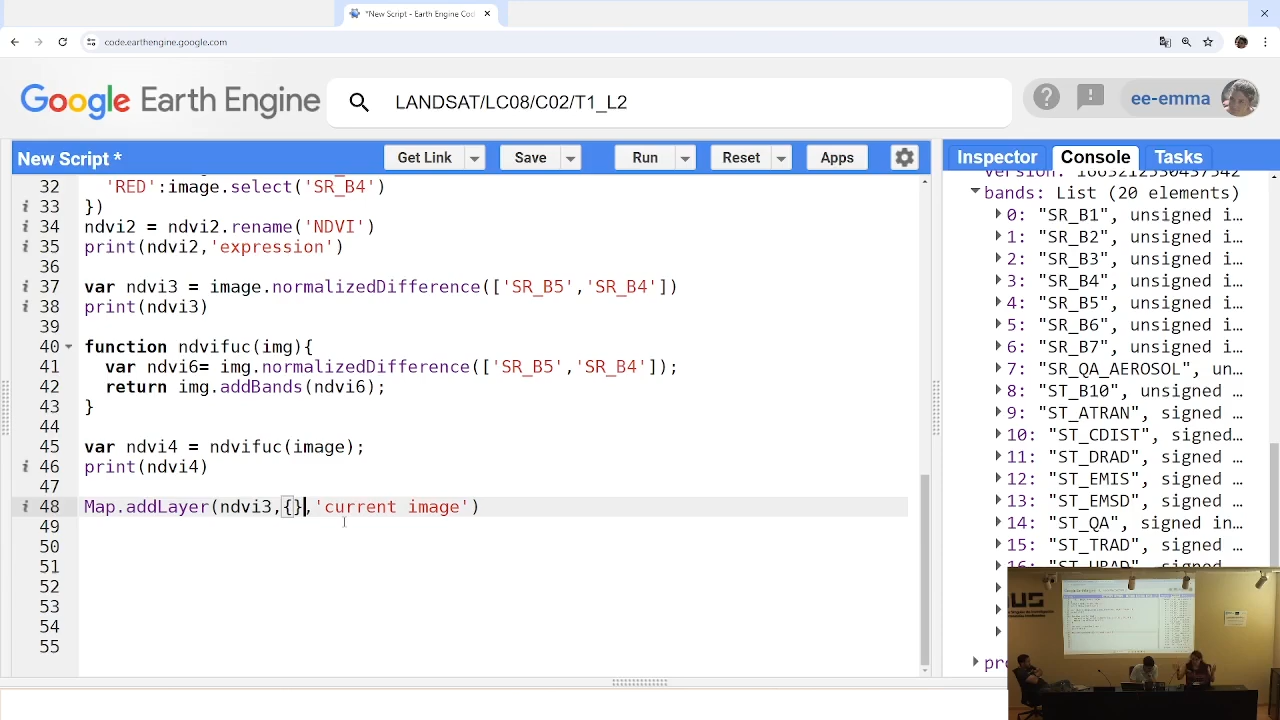 *New Script - Earth Engine Cod
code.earthengine.google.com
Google Earth Engine
LANDSAT/LC08/C02/T1_L2
ee-emma
New Script *
Get Link
Save
Run
Reset
Apps
Inspector
Console
Tasks
32 'RED':image.select('SR_B4')
33 })
34 ndvi2 = ndvi2.rename('NDVI')
35 print(ndvi2,'expression')
36
37 var ndvi3 = image.normalizedDifference(['SR_B5','SR_B4'])
38 print(ndvi3)
39
40 function ndvifuc(img){
41 var ndvi6= img.normalizedDifference(['SR_B5','SR_B4']);
42 return img.addBands(ndvi6);
43 }
44
45 var ndvi4 = ndvifuc(image);
46 print(ndvi4)
47
48 Map.addLayer(ndvi3,{},'current image')
49
50
51
52
53
54
55
bands: List (20 elements)
0: "SR_B1", unsigned i…
1: "SR_B2", unsigned i…
2: "SR_B3", unsigned i…
3: "SR_B4", unsigned i…
4: "SR_B5", unsigned i…
5: "SR_B6", unsigned i…
6: "SR_B7", unsigned i…
7: "SR_QA_AEROSOL", un…
8: "ST_B10", unsigned …
9: "ST_ATRAN", signed …
10: "ST_CDIST", signed…
11: "ST_DRAD", signed …
12: "ST_EMIS", signed …
13: "ST_EMSD", signed …
14: "ST_QA", signed in…
15: "ST_TRAD", signed …